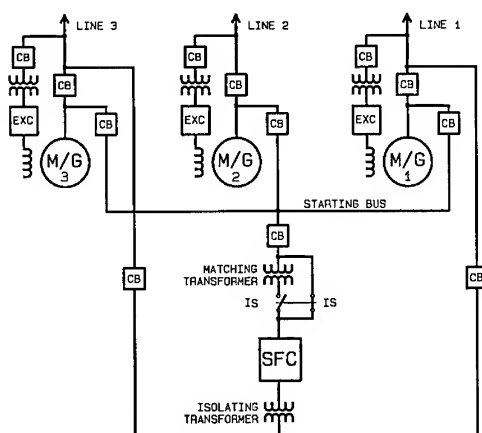 LINE 3
LINE 2
LINE 1
CB
CB
CB
CB
CB
CB
EXC
CB
EXC
CB
EXC
CB
M/G
3
M/G
2
M/G
1
STARTING BUS
CB
MATCHING
TRANSFORMER
CB
CB
IS
IS
SFC
ISOLATING
TRANSFORMER